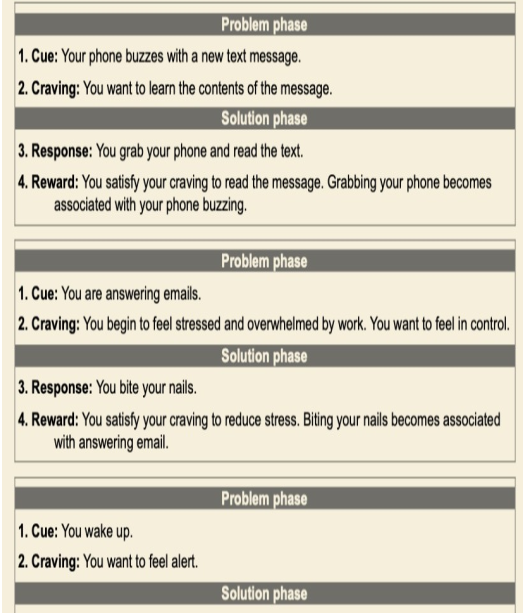 Problem phase
1. Cue: Your phone buzzes with a new text message.
2. Craving: You want to learn the contents of the message.
Solution phase
3. Response: You grab your phone and read the text.
4. Reward: You satisfy your craving to read the message. Grabbing your phone becomes
associated with your phone buzzing.
Problem phase
1. Cue: You are answering emails.
2. Craving: You begin to feel stressed and overwhelmed by work. You want to feel in control.
Solution phase
3. Response: You bite your nails.
4. Reward: You satisfy your craving to reduce stress. Biting your nails becomes associated
with answering email.
Problem phase
1. Cue: You wake up.
2. Craving: You want to feel alert.
Solution phase